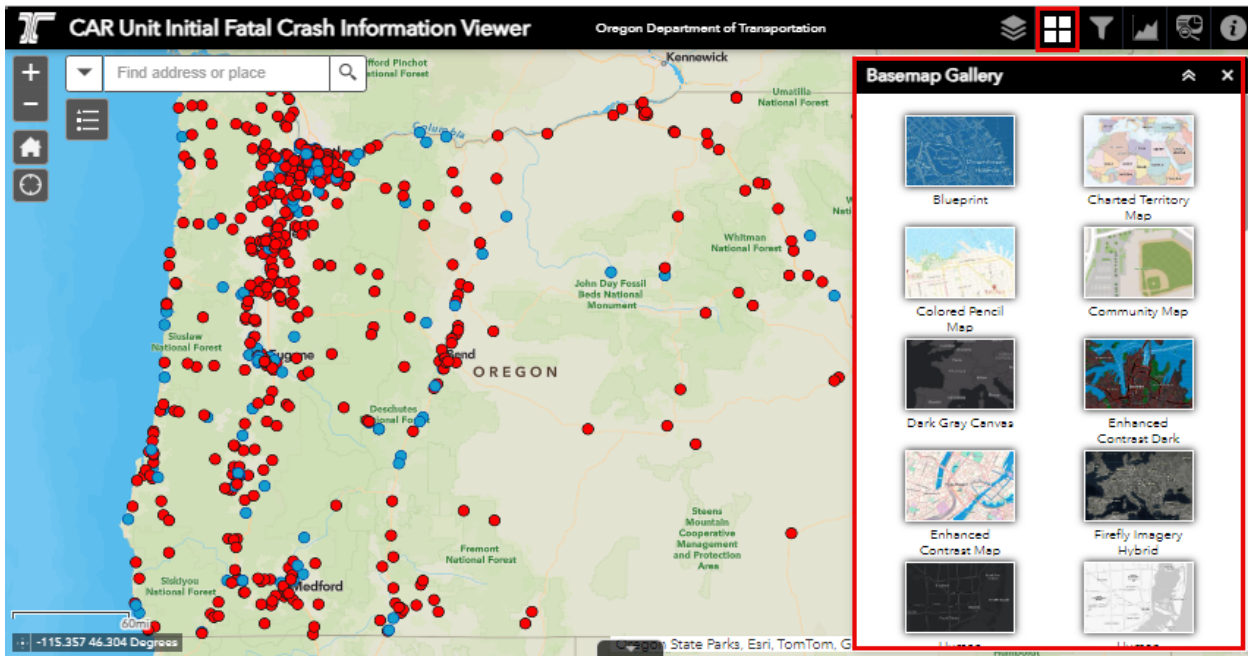 CAR Unit Initial Fatal Crash Information Viewer
Oregon Department of Transportation
Find address or place
Kennewick
Basemap Gallery
ifford Pinchot
ational Forest
Umatilla
National Forest
Columbia
Whitman
National Forest
John Day Fossil
Beds National
Monument
Siuslaw
National Forest
Eugene
Bend
OREGON
Deschutes
Steens
Mountain
Cooperative
Management
and Protection
Area
Fremont
National Forest
Siskiyou
National Forest
Medford
60mi
-115.357 46.304 Degrees
Oregon State Parks, Esri, TomTom, G
Blueprint
Charted Territory
Map
Colored Pencil
Map
Community Map
Dark Gray Canvas
Enhanced
Contrast Dark
Enhanced
Contrast Map
Firefly Imagery
Hybrid